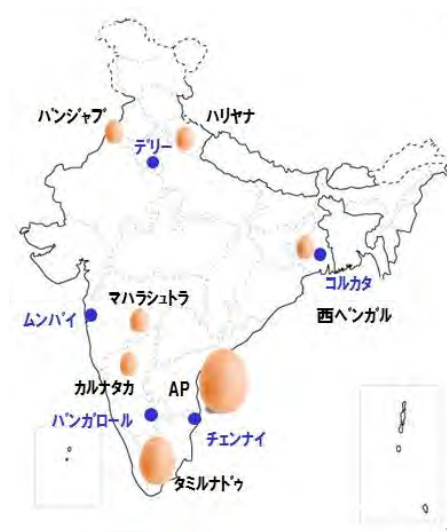 パンジャブ
ハリヤナ
デリー
コルカタ
西ベンガル
マハラシュトラ
ムンバイ
カルナタカ
AP
バンガロール
チェンナイ
タミルナドゥ